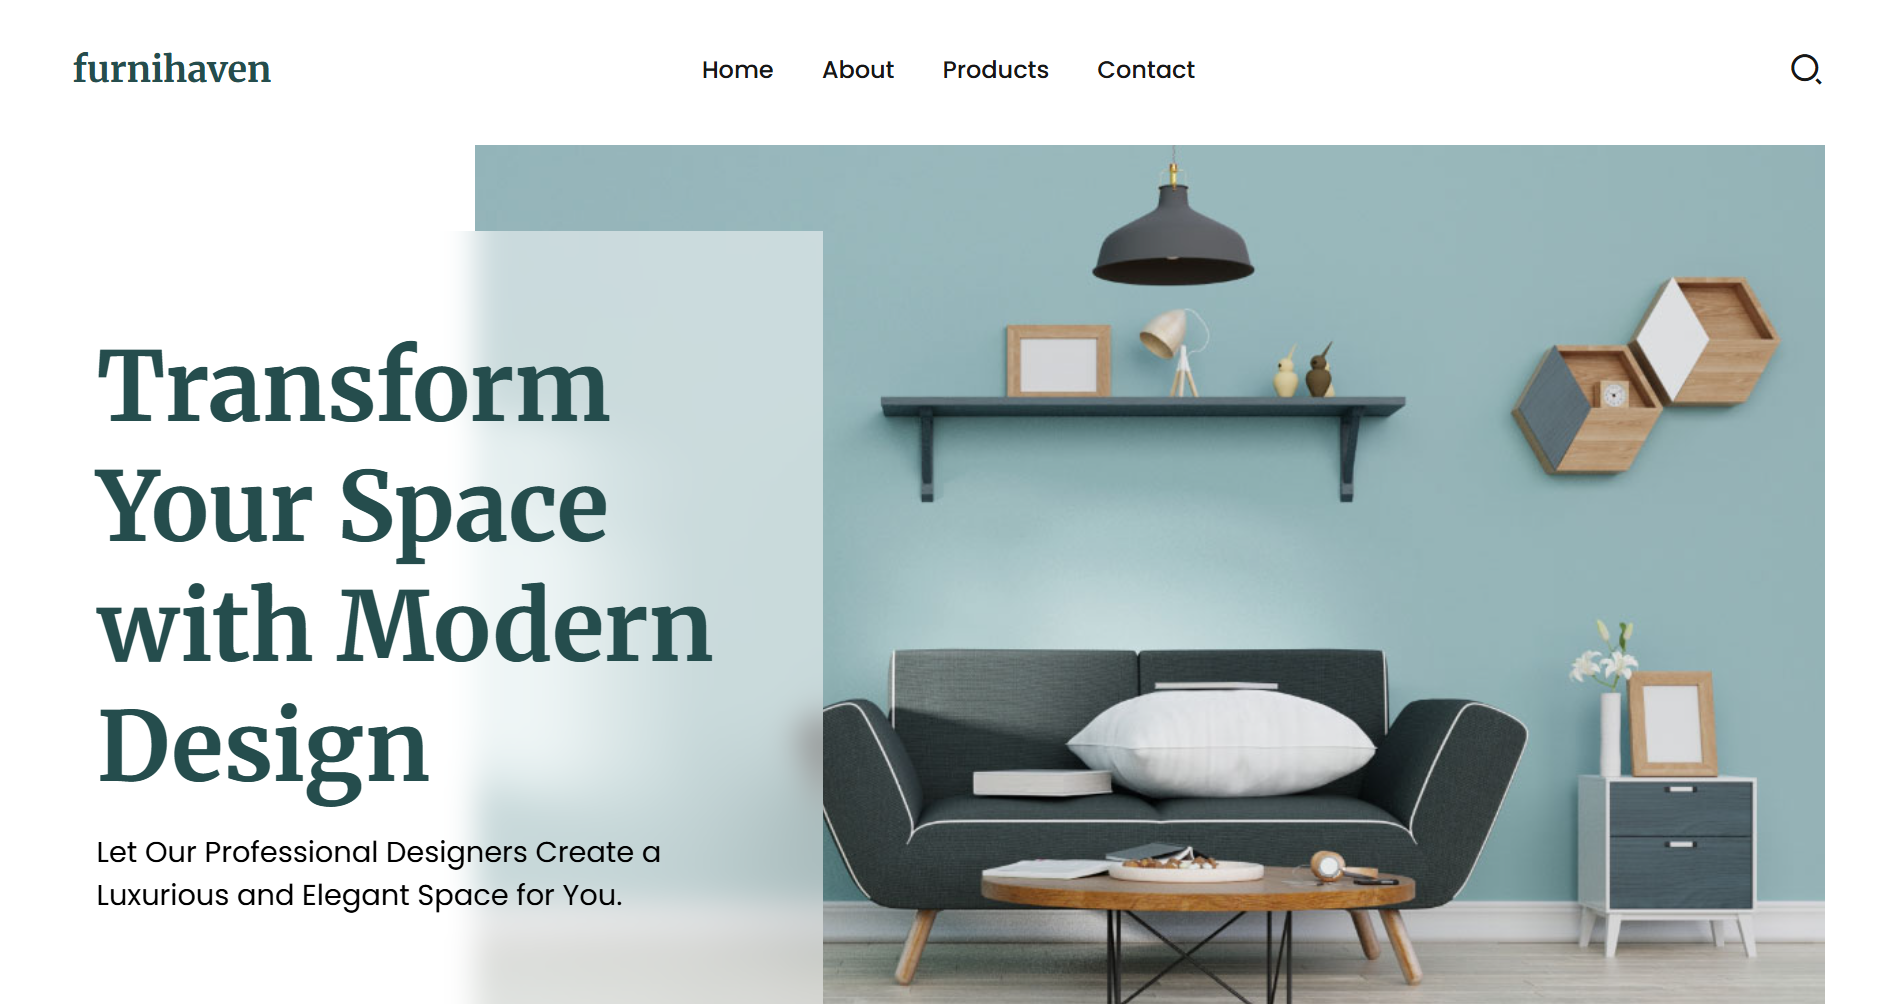 furnihaven
Home About Products Contact
Transform
Your Space
with Modern
Design
Let Our Professional Designers Create a
Luxurious and Elegant Space for You.